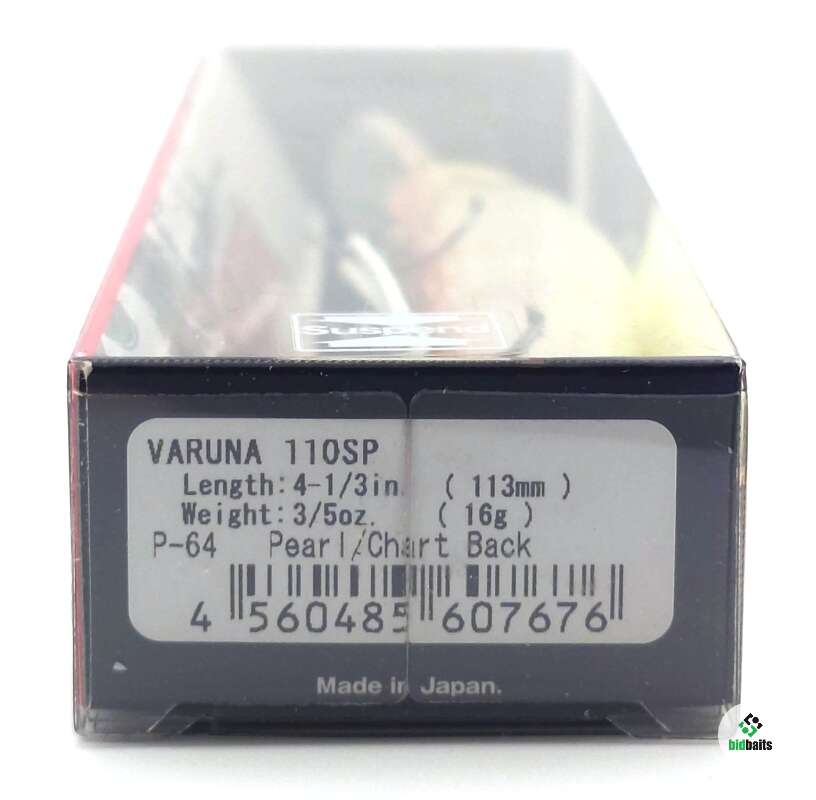 Suspend
VARUNA 110SP
Length:4-1/3in. ( 113mm )
Weight:3/5oz. ( 16g )
P-64 Pearl/Chart Back
4 560485 607676
Made in Japan.
bidbaits